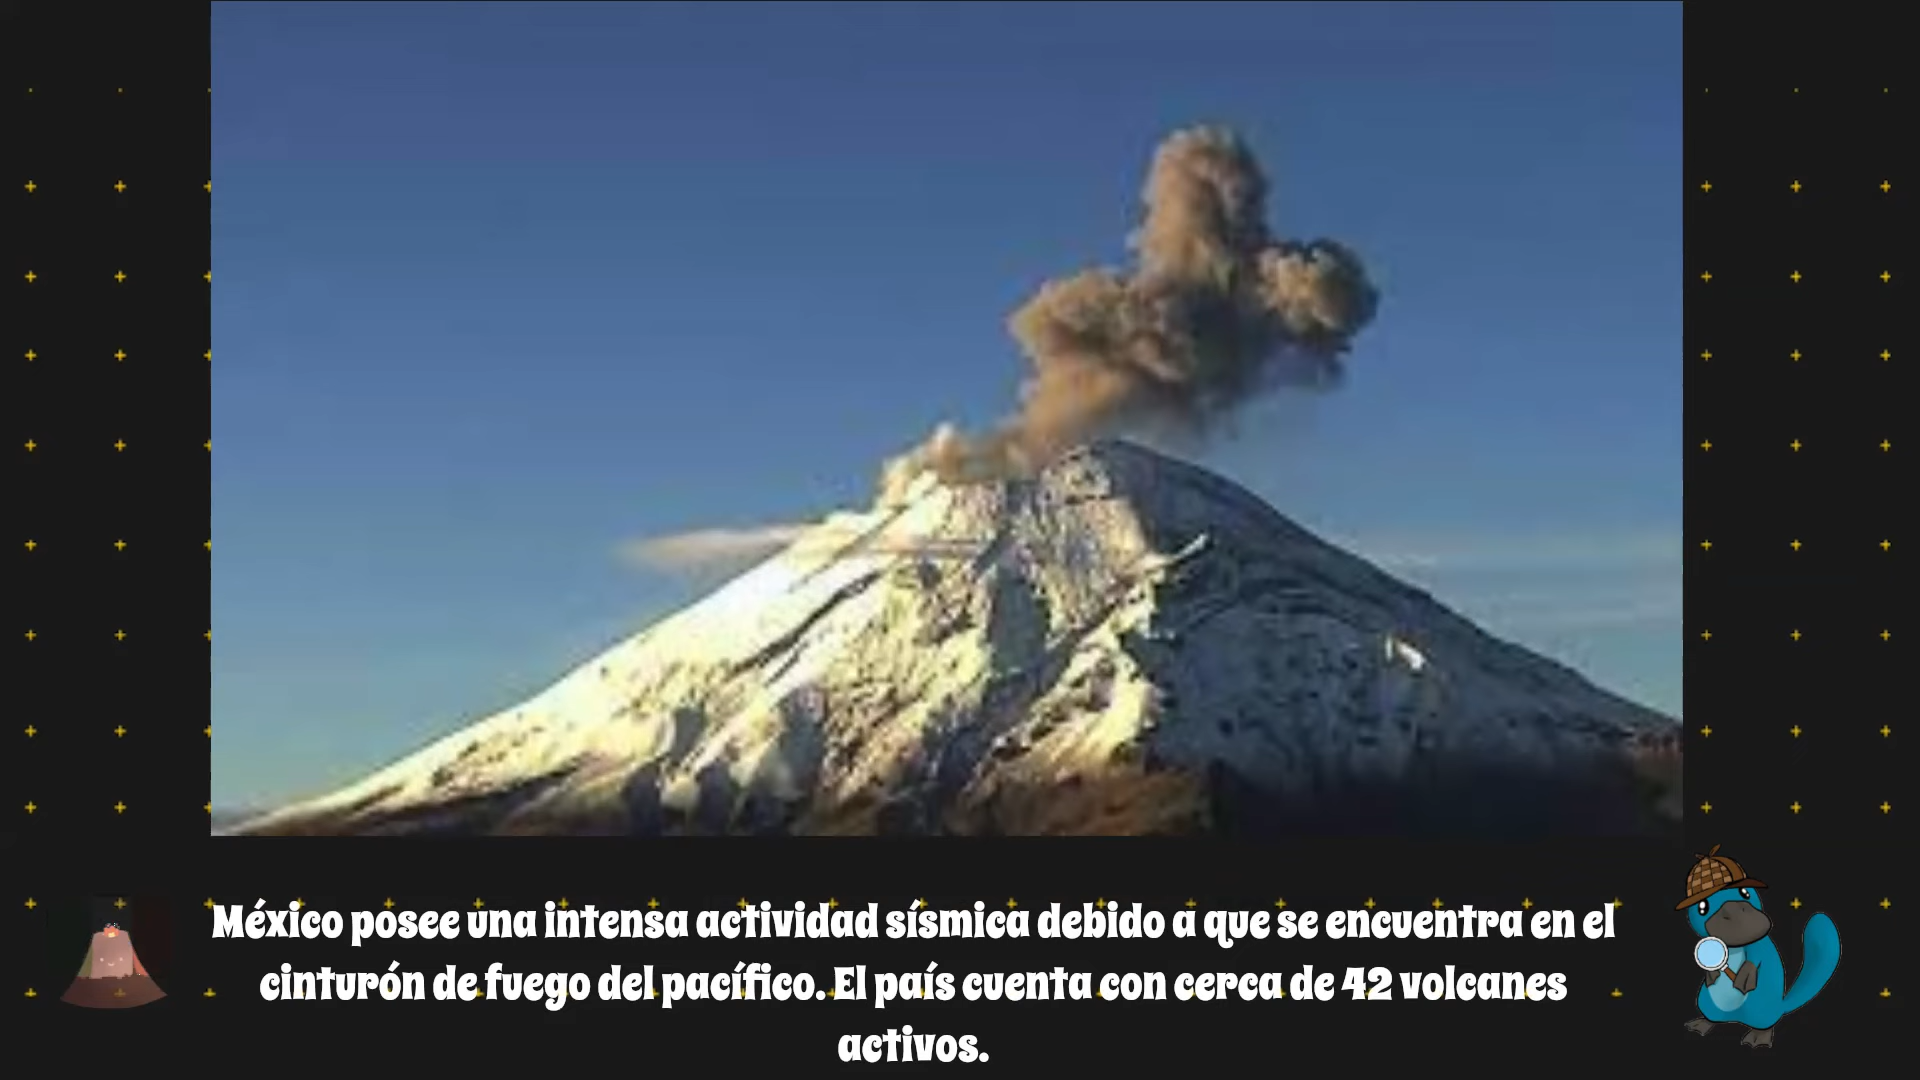 México posee una intensa actividad sísmica debido a que se encuentra en el
cinturón de fuego del pacífico. El país cuenta con cerca de 42 volcanes
activos.